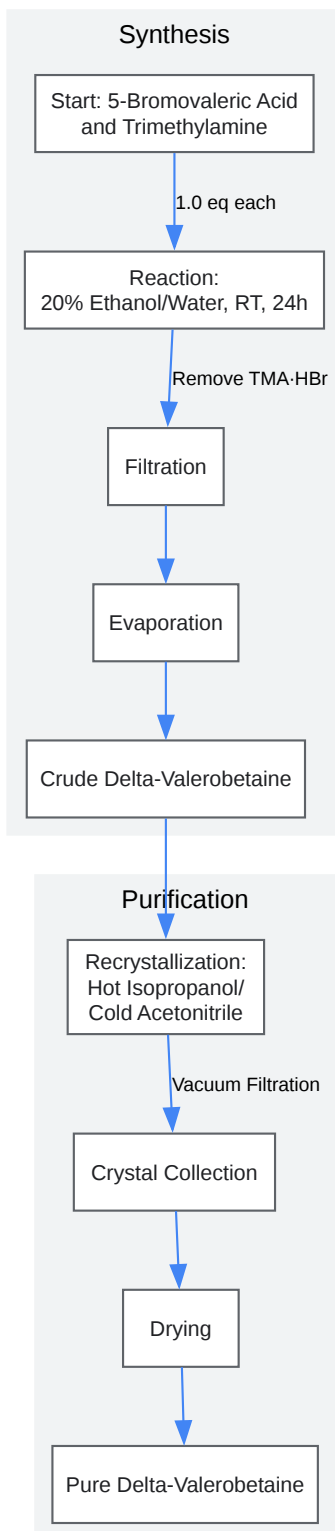 Synthesis
Start: 5-Bromovaleric Acid
and Trimethylamine
1.0 eq each
Reaction:
20% Ethanol/Water, RT, 24h
Remove TMA·HBr
Filtration
Evaporation
Crude Delta-Valerobetaine
Purification
Recrystallization:
Hot Isopropanol/
Cold Acetonitrile
Vacuum Filtration
Crystal Collection
Drying
Pure Delta-Valerobetaine